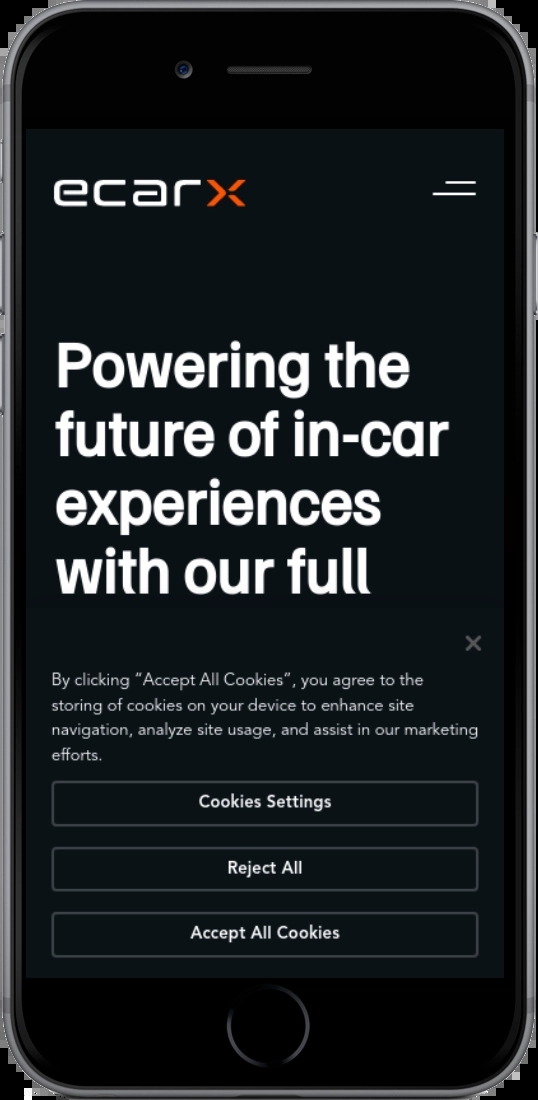 ecarx
Powering the
future of in-car
experiences
with our full
By clicking “Accept All Cookies”, you agree to the
storing of cookies on your device to enhance site
navigation, analyze site usage, and assist in our marketing
efforts.
Cookies Settings
Reject All
Accept All Cookies